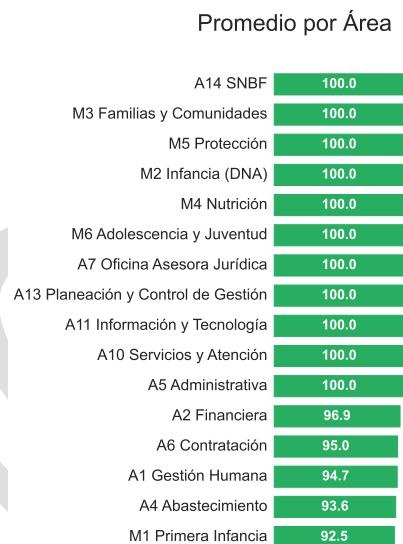 Promedio por Área
A14 SNBF 100.0
M3 Familias y Comunidades 100.0
M5 Protección 100.0
M2 Infancia (DNA) 100.0
M4 Nutrición 100.0
M6 Adolescencia y Juventud 100.0
A7 Oficina Asesora Jurídica 100.0
A13 Planeación y Control de Gestión 100.0
A11 Información y Tecnología 100.0
A10 Servicios y Atención 100.0
A5 Administrativa 100.0
A2 Financiera 96.9
A6 Contratación 95.0
A1 Gestión Humana 94.7
A4 Abastecimiento 93.6
M1 Primera Infancia 92.5